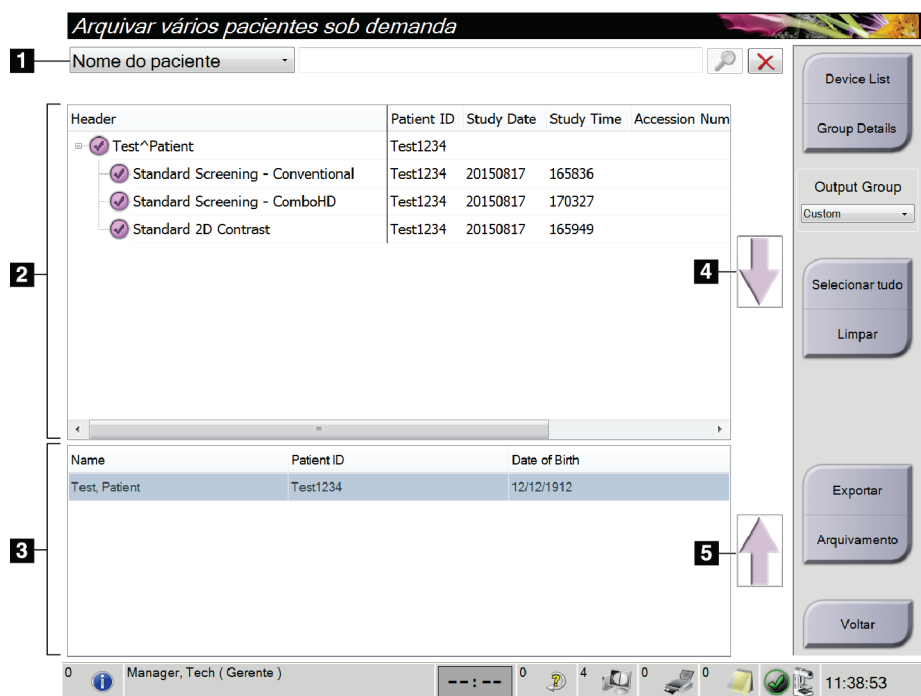 Arquivar vários pacientes sob demanda
1
Nome do paciente
Device List
Group Details
Output Group
Custom
Selecionar tudo
Limpar
Exportar
Arquivamento
Voltar
2
Header Patient ID Study Date Study Time Accession Num
Test^Patient Test1234
Standard Screening - Conventional Test1234 20150817 165836
Standard Screening - ComboHD Test1234 20150817 170327
Standard 2D Contrast Test1234 20150817 165949
4
3
Name Patient ID Date of Birth
Test, Patient Test1234 12/12/1912
5
0 Manager, Tech ( Gerente ) --:-- 0 4 0 0 11:38:53